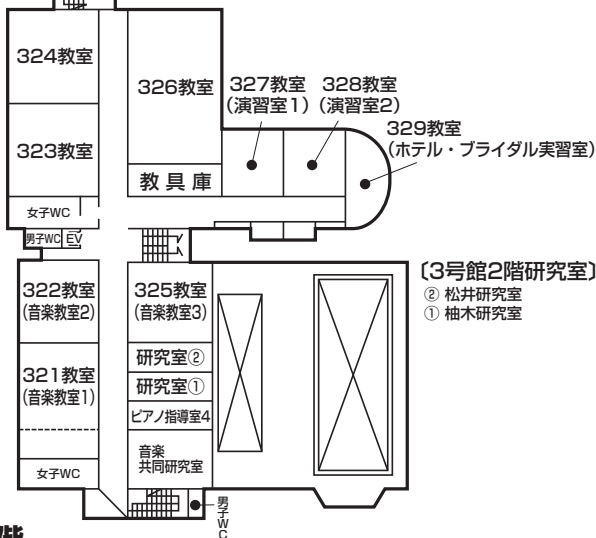 324教室
326教室
327教室
(演習室1)
328教室
(演習室2)
329教室
(ホテル・ブライダル実習室)
323教室
教具庫
女子WC
男子WC
EV
322教室
(音楽教室2)
325教室
(音楽教室3)
〔3号館2階研究室〕
② 松井研究室
① 柚木研究室
研究室②
321教室
(音楽教室1)
研究室①
ピアノ指導室4
音楽
共同研究室
女子WC
男子WC
階